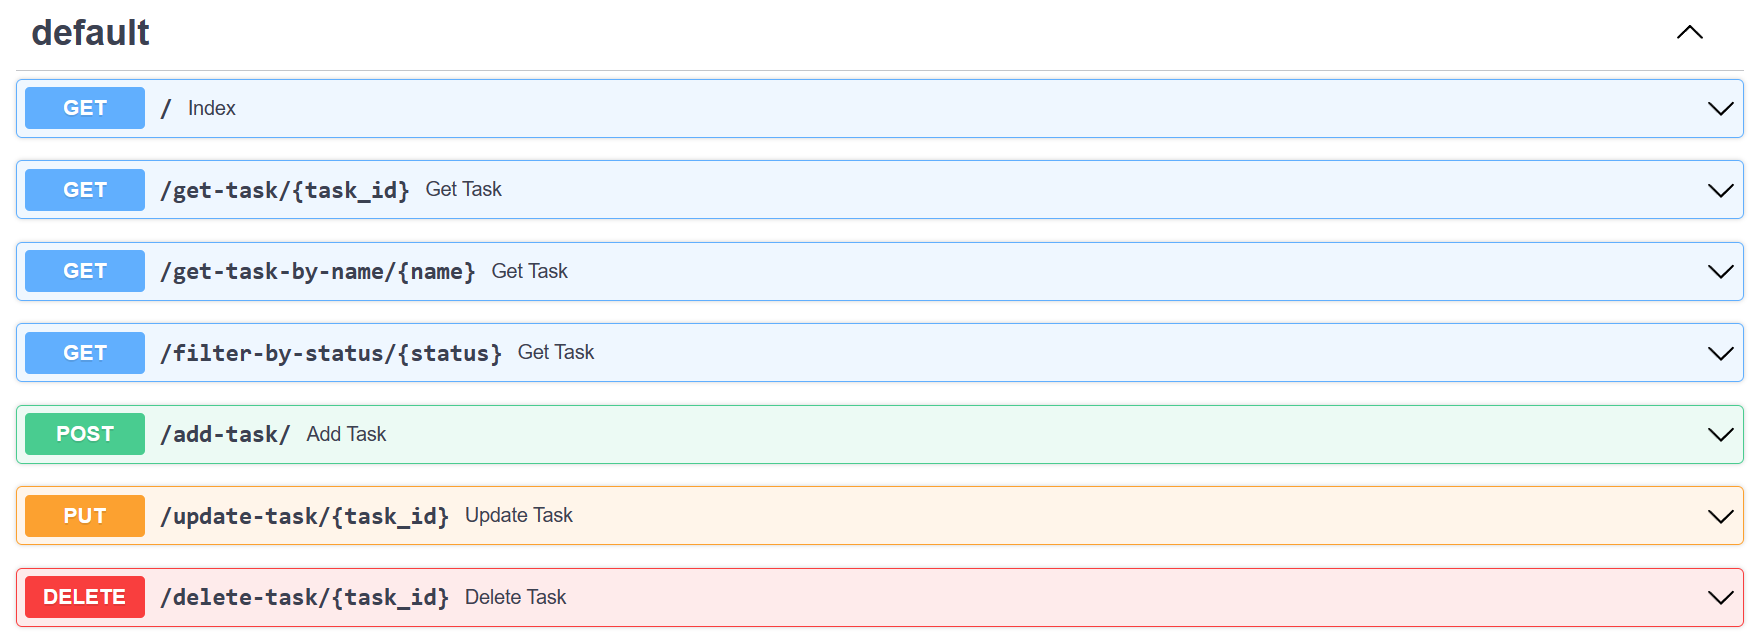 default
GET / Index
GET /get-task/{task_id} Get Task
GET /get-task-by-name/{name} Get Task
GET /filter-by-status/{status} Get Task
POST /add-task/ Add Task
PUT /update-task/{task_id} Update Task
DELETE /delete-task/{task_id} Delete Task